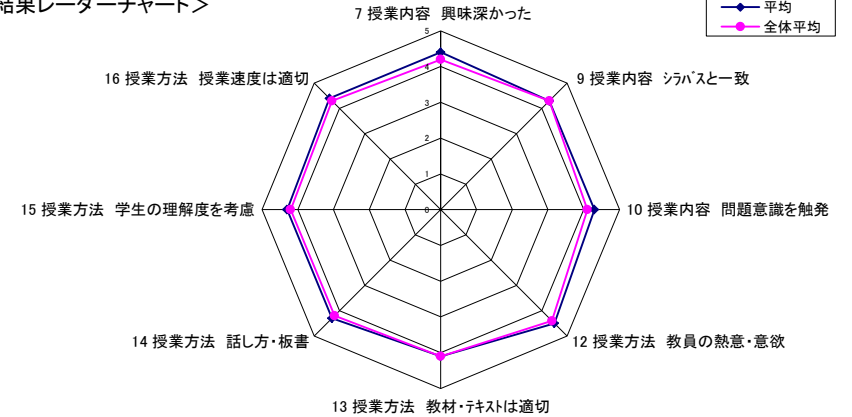 結果レーダーチャート＞
平均
全体平均
7 授業内容 興味深かった
16 授業方法 授業速度は適切
9 授業内容 ｼﾗﾊﾞｽと一致
15 授業方法 学生の理解度を考慮
10 授業内容 問題意識を触発
14 授業方法 話し方・板書
12 授業方法 教員の熱意・意欲
13 授業方法 教材・ﾃｷｽﾄは適切
5
4
3
2
1
0